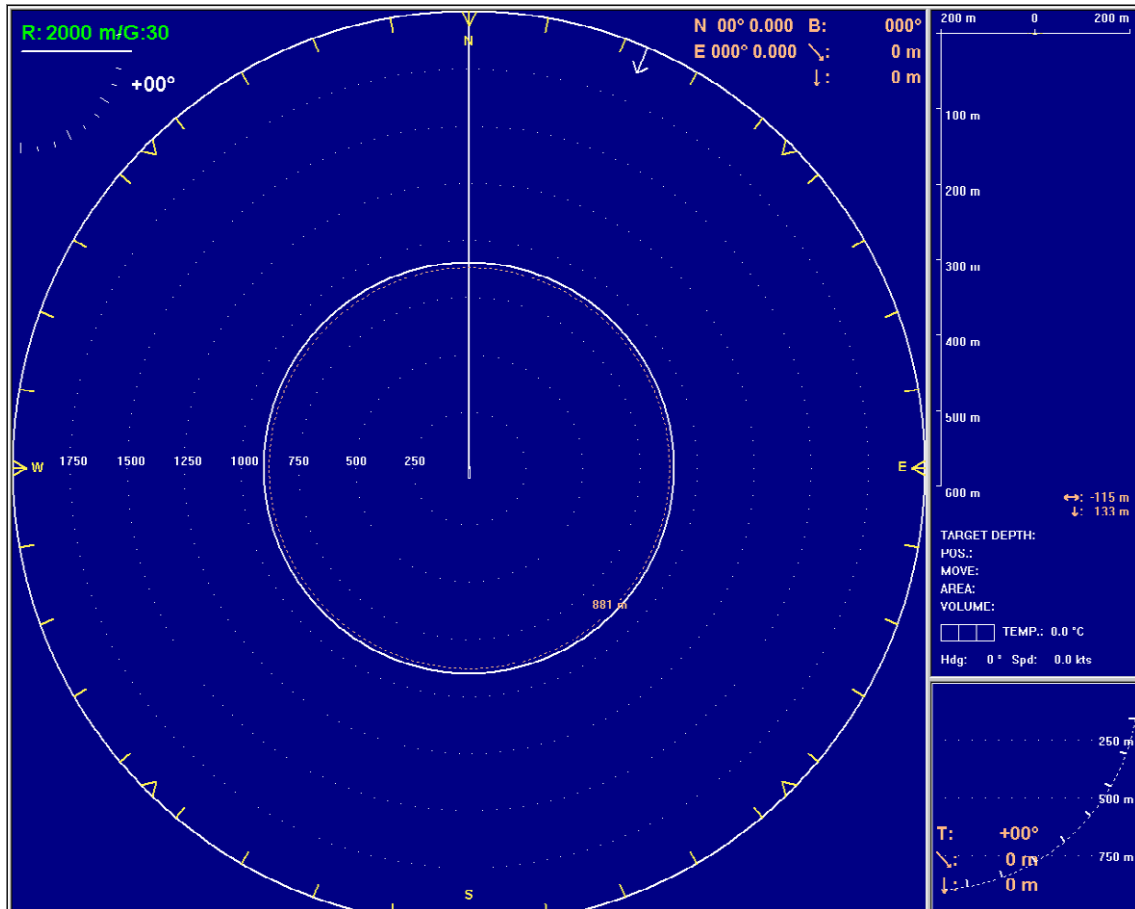 R: 2000 m/G:30
+00°
N
N 00° 0.000 B: 000°
E 000° 0.000 ↘: 0 m
↓: 0 m
W 1750 1500 1250 1000 750 500 250
E
881 m
S
200 m 0 200 m
100 m
200 m
300 m
400 m
500 m
600 m
↔: -115 m
↓: 133 m
TARGET DEPTH:
POS.:
MOVE:
AREA:
VOLUME:
TEMP.: 0.0 °C
Hdg: 0 ° Spd: 0.0 kts
250 m
500 m
T: +00°
↘: 0 m 750 m
↓: 0 m